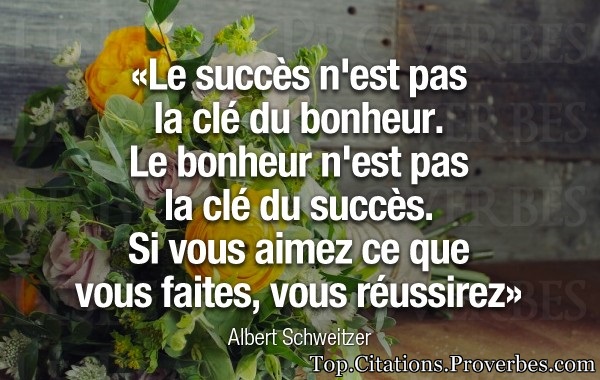 «Le succès n'est pas
la clé du bonheur.
Le bonheur n'est pas
la clé du succès.
Si vous aimez ce que
vous faites, vous réussirez»
Albert Schweitzer
Top.Citations.Proverbes.com